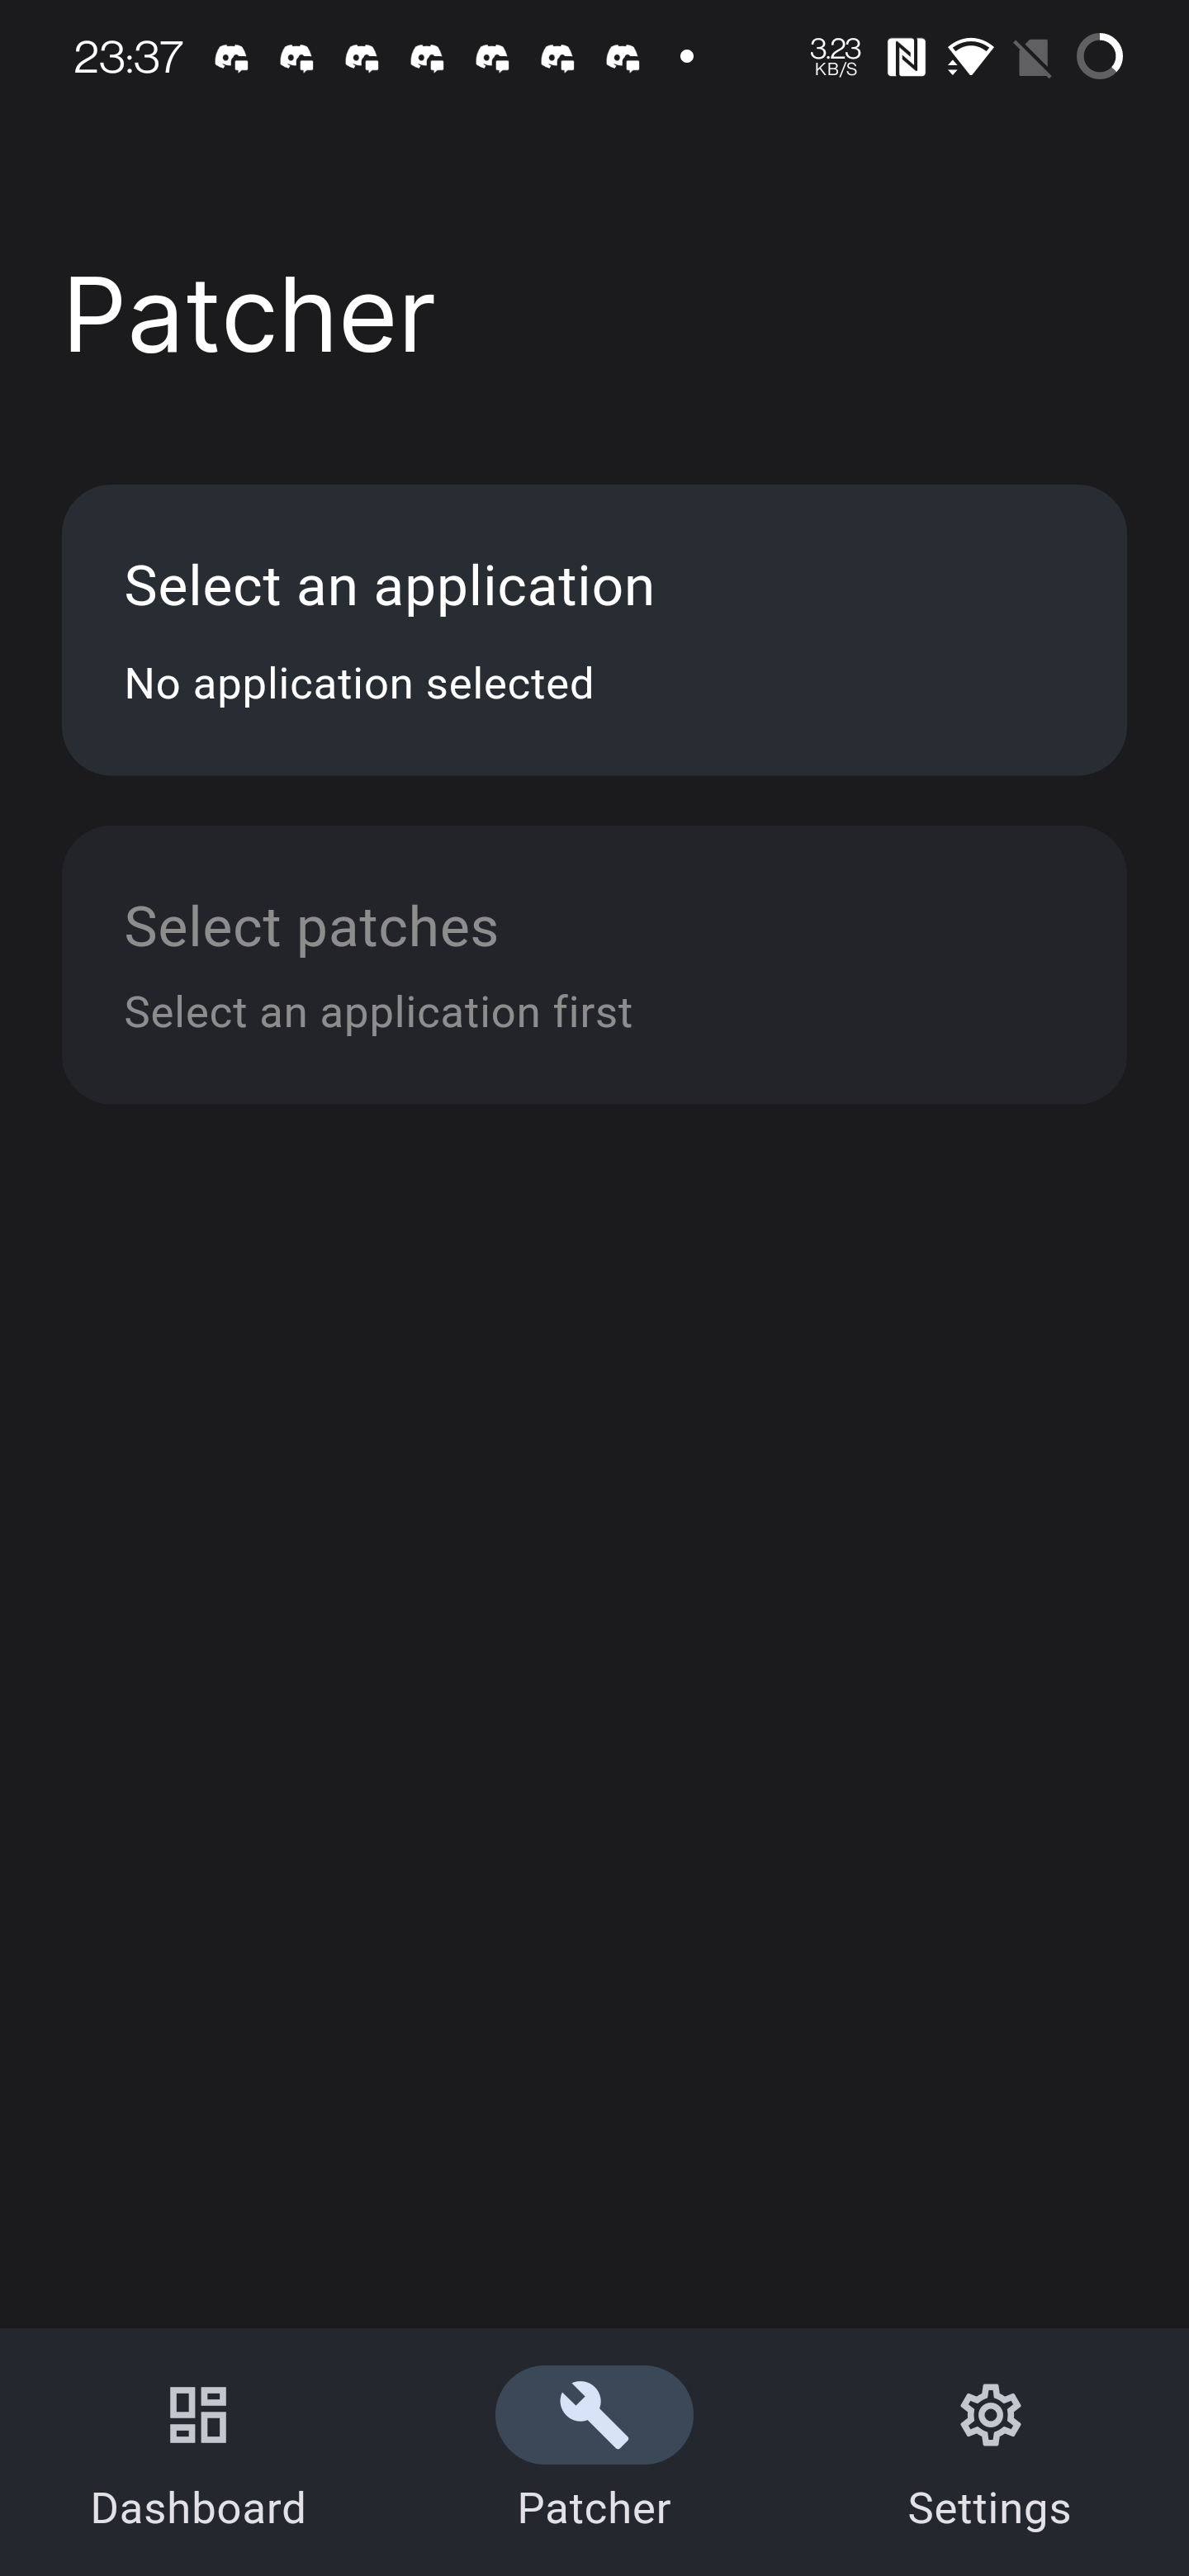 23:37
3.23
KB/S
Patcher
Select an application
No application selected
Select patches
Select an application first
Dashboard
Patcher
Settings